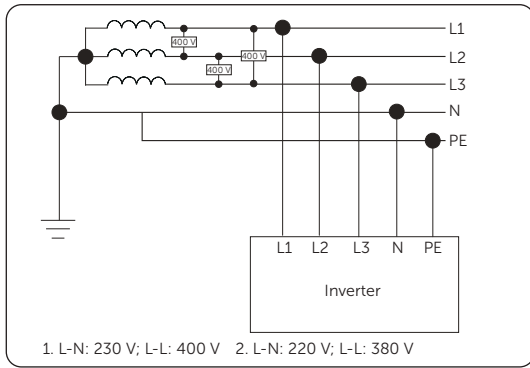 L1
400 V
L2
400 V
400 V
L3
N
PE
L1 L2 L3 N PE
Inverter
1. L-N: 230 V; L-L: 400 V 2. L-N: 220 V; L-L: 380 V